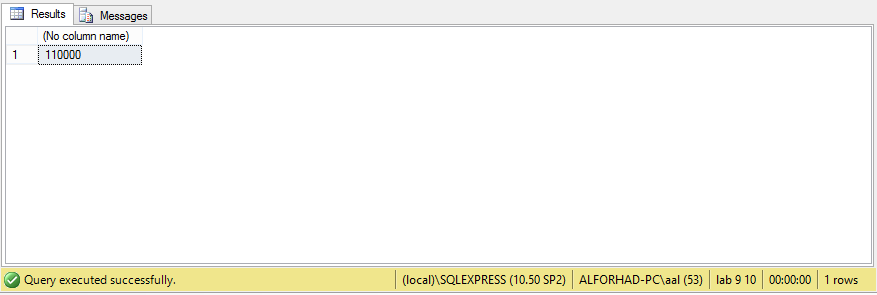 Results Messages
(No column name)
1 110000
Query executed successfully. (local)\SQLEXPRESS (10.50 SP2) ALFORHAD-PC\aal (53) lab 9 10 00:00:00 1 rows